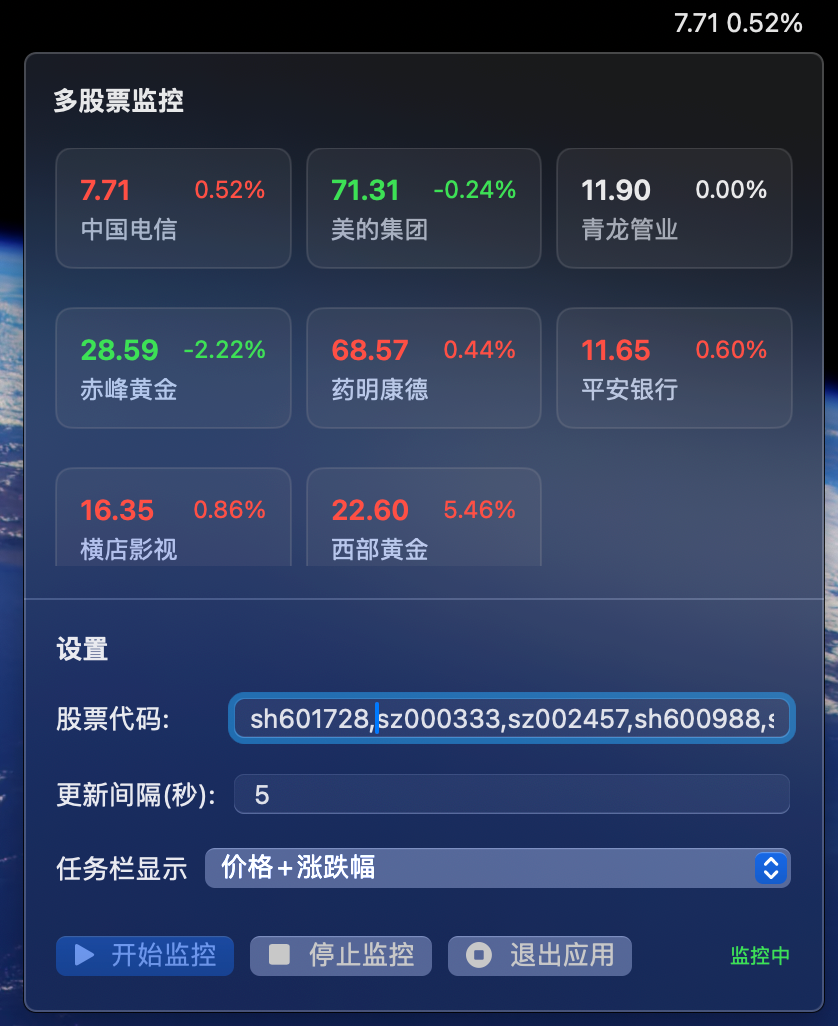 7.71 0.52%
多股票监控
7.71 0.52%
中国电信
71.31 -0.24%
美的集团
11.90 0.00%
青龙管业
28.59 -2.22%
赤峰黄金
68.57 0.44%
药明康德
11.65 0.60%
平安银行
16.35 0.86%
横店影视
22.60 5.46%
西部黄金
设置
股票代码: sh601728,sz000333,sz002457,sh600988,s
更新间隔(秒): 5
任务栏显示 价格+涨跌幅
开始监控 停止监控 退出应用 监控中